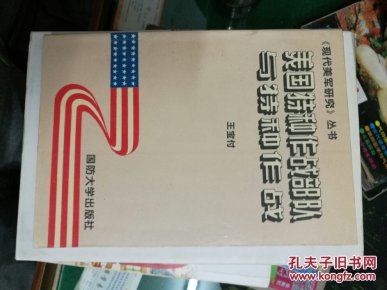 《现代美军研究》丛书
美国特种作战部队
与特种作战
王宝付
国防大学出版社
孔夫子旧书网